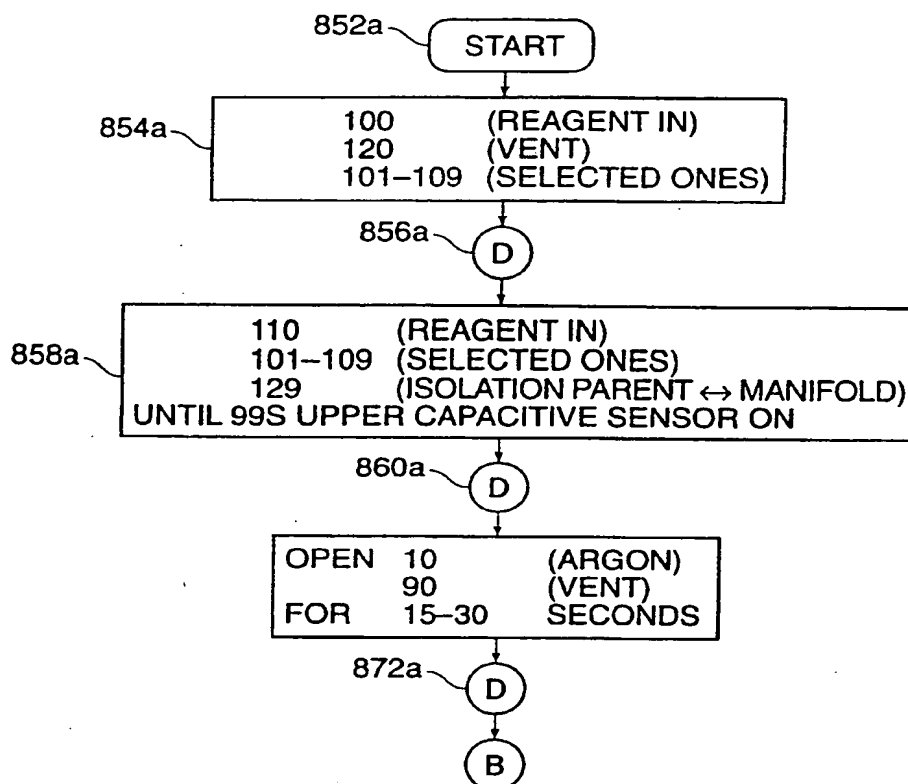 852a
START
854a
100 (REAGENT IN)
120 (VENT)
101–109 (SELECTED ONES)
856a
D
858a
110 (REAGENT IN)
101–109 (SELECTED ONES)
129 (ISOLATION PARENT ↔ MANIFOLD)
UNTIL 99S UPPER CAPACITIVE SENSOR ON
860a
D
OPEN 10 (ARGON)
90 (VENT)
FOR 15–30 SECONDS
872a
D
B